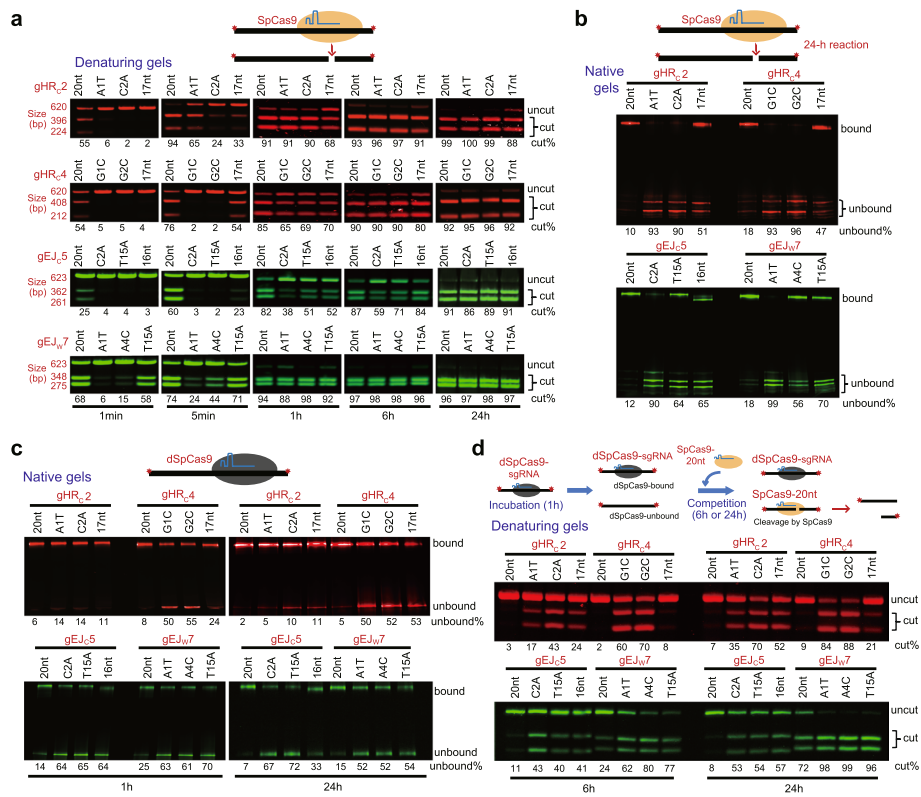 a
SpCas9
Denaturing gels
gHRC2
20nt A1T C2A 17nt 20nt A1T C2A 17nt 20nt A1T C2A 17nt 20nt A1T C2A 17nt 20nt A1T C2A 17nt
Size (bp)
620
396
224
uncut
cut
55 6 2 2 94 65 24 33 91 91 90 68 93 96 97 91 99 100 99 88 cut%
gHRC4
20nt G1C G2C 17nt 20nt G1C G2C 17nt 20nt G1C G2C 17nt 20nt G1C G2C 17nt 20nt G1C G2C 17nt
Size (bp)
620
408
212
uncut
cut
54 5 5 4 76 2 2 54 85 65 69 70 90 90 90 80 92 95 96 92 cut%
gEJC5
20nt C2A T15A 16nt 20nt C2A T15A 16nt 20nt C2A T15A 16nt 20nt C2A T15A 16nt 20nt C2A T15A 16nt
Size (bp)
623
362
261
uncut
cut
25 4 4 3 60 3 2 23 82 38 51 52 87 59 71 84 91 86 89 91 cut%
gEJW7
20nt A1T A4C T15A 20nt A1T A4C T15A 20nt A1T A4C T15A 20nt A1T A4C T15A 20nt A1T A4C T15A
Size (bp)
623
348
275
uncut
cut
68 6 15 58 74 24 44 71 94 88 98 92 97 98 98 96 96 98 97 97 cut%
1min 5min 1h 6h 24h
b
SpCas9
24-h reaction
Native gels
gHRC2 gHRC4
20nt A1T C2A 17nt 20nt G1C G2C 17nt
bound
unbound
10 93 90 51 18 93 96 47 unbound%
gEJC5 gEJW7
20nt C2A T15A 16nt 20nt A1T A4C T15A
bound
unbound
12 90 64 65 18 99 56 70 unbound%
c
dSpCas9
Native gels
gHRC2 gHRC4 gHRC2 gHRC4
20nt A1T C2A 17nt 20nt G1C G2C 17nt 20nt A1T C2A 17nt 20nt G1C G2C 17nt
bound
unbound
6 14 14 11 8 50 55 24 2 5 10 11 5 50 52 53 unbound%
gEJC5 gEJW7 gEJC5 gEJW7
20nt C2A T15A 16nt 20nt A1T A4C T15A 20nt C2A T15A 16nt 20nt A1T A4C T15A
bound
unbound
14 64 65 64 25 63 61 70 7 67 72 33 15 52 52 54 unbound%
1h 24h
d
dSpCas9-sgRNA
Incubation (1h)
dSpCas9-sgRNA
dSpCas9-bound
dSpCas9-unbound
SpCas9-20nt
Competition (6h or 24h)
dSpCas9-sgRNA
SpCas9-20nt
Cleavage by SpCas9
Denaturing gels
gHRC2 gHRC4 gHRC2 gHRC4
20nt A1T C2A 17nt 20nt G1C G2C 17nt 20nt A1T C2A 17nt 20nt G1C G2C 17nt
uncut
cut
3 17 43 24 2 60 70 8 7 35 70 52 9 84 88 21 cut%
gEJC5 gEJW7 gEJC5 gEJW7
20nt C2A T15A 16nt 20nt A1T A4C T15A 20nt C2A T15A 16nt 20nt A1T A4C T15A
uncut
cut
11 43 40 41 24 62 80 77 8 53 54 57 72 98 99 96 cut%
6h 24h